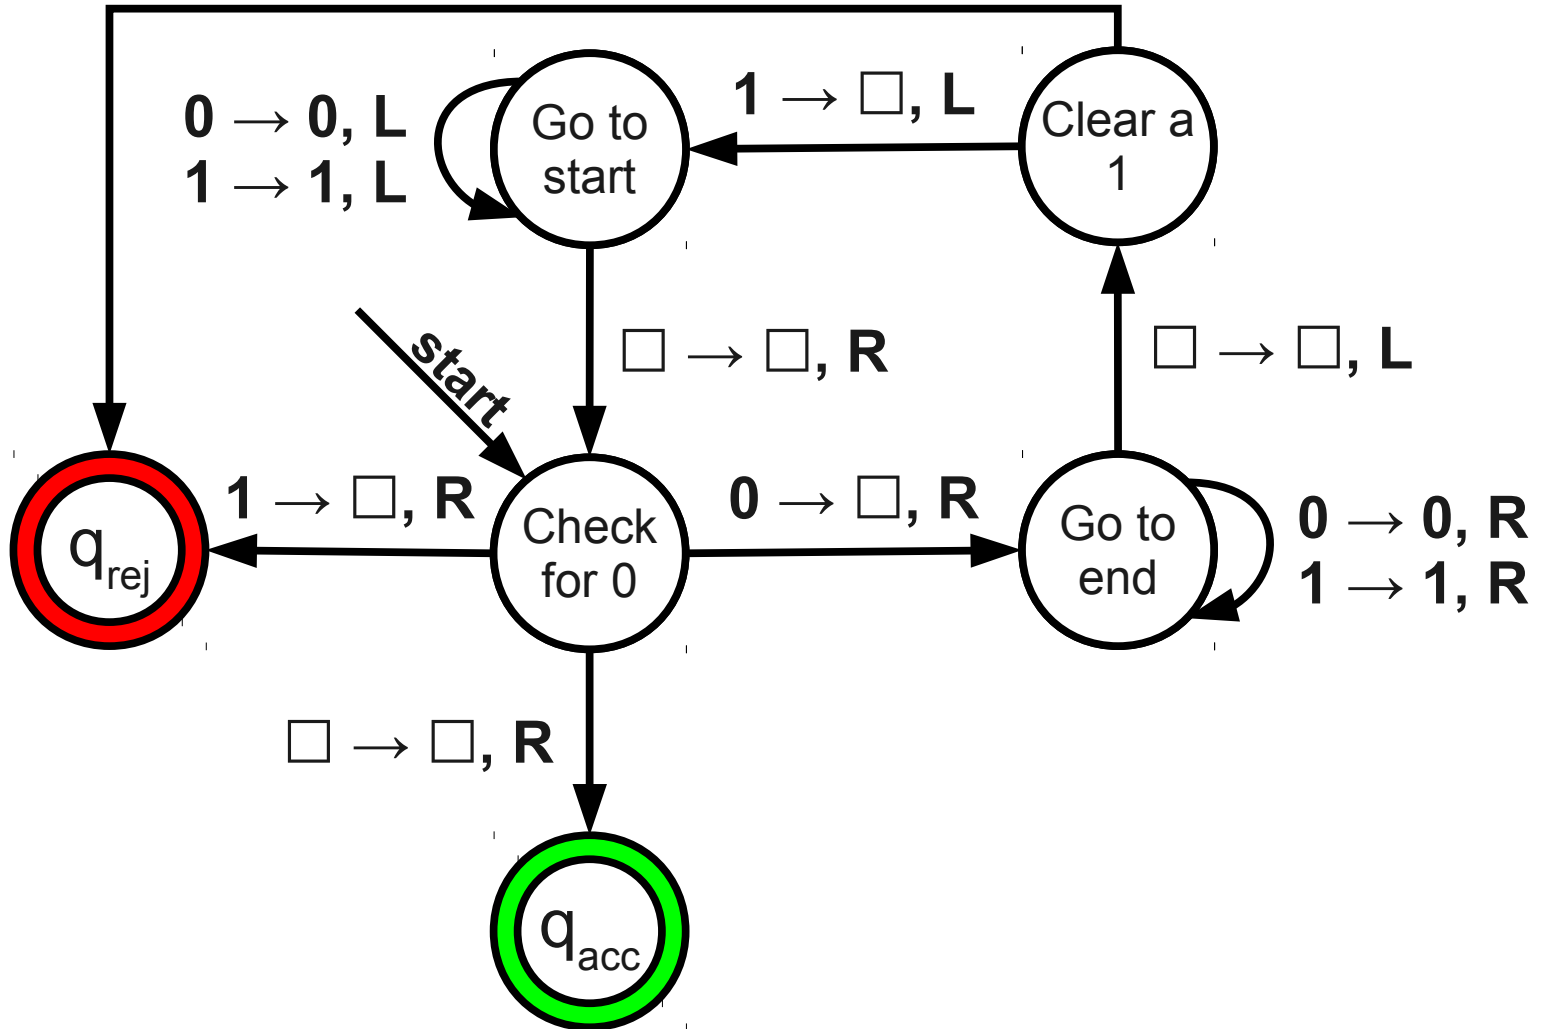 0 → 0, L
1 → 1, L
Go to
start
1 → □, L
Clear a
1
start
□ → □, R
□ → □, L
q_rej
1 → □, R
Check
for 0
0 → □, R
Go to
end
0 → 0, R
1 → 1, R
□ → □, R
q_acc